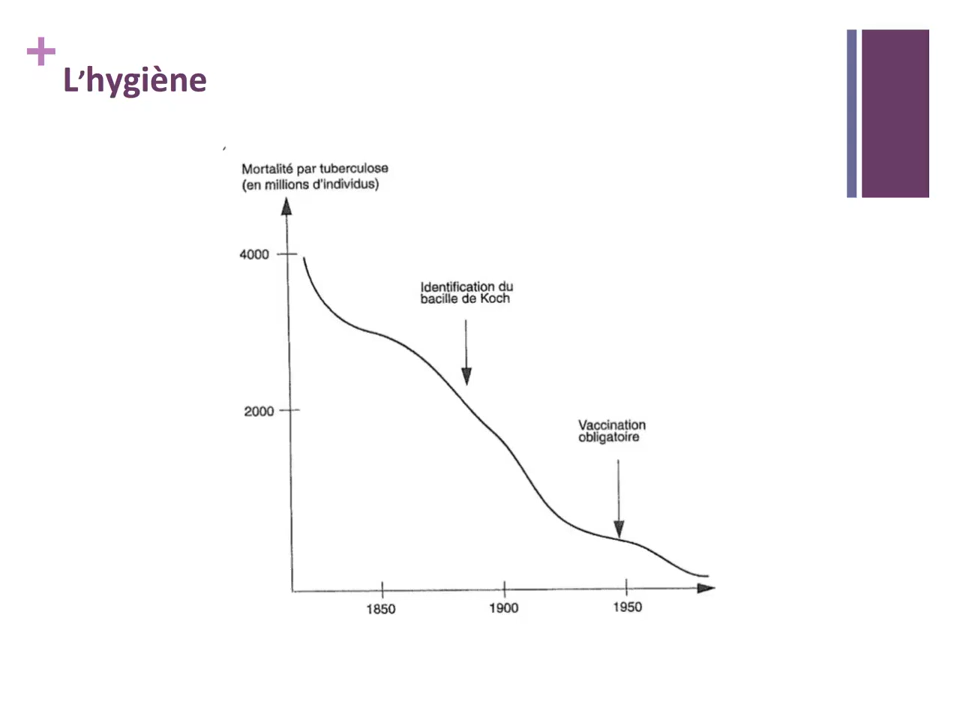 +
L’hygiène
Mortalité par tuberculose
(en millions d'individus)
4000
Identification du
bacille de Koch
2000
Vaccination
obligatoire
1850
1900
1950